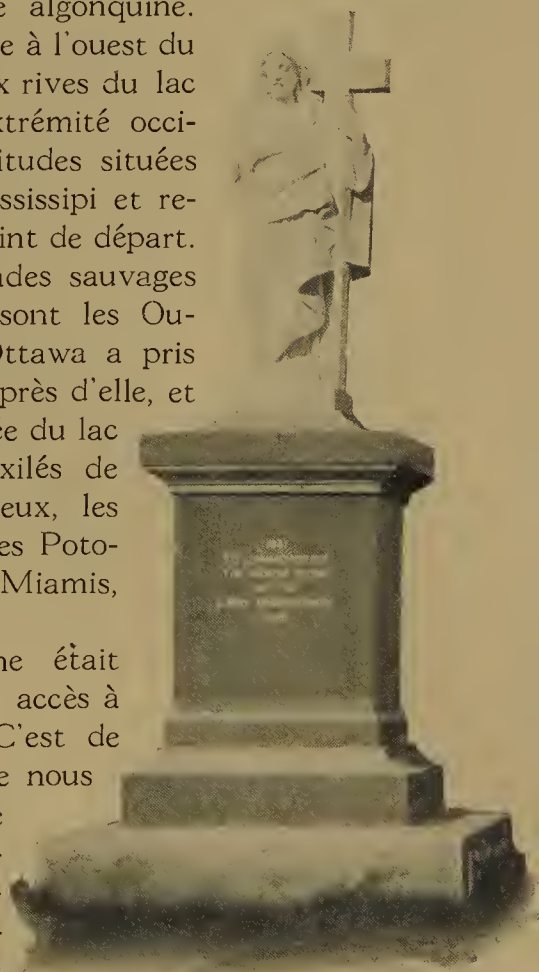 algonquine.
e à l'ouest du
x rives du lac
xtrémité occi-
itudes situées
ississipi et re-
int de départ.
ndes sauvages
sont les Ou-
Ottawa a pris
près d'elle, et
ce du lac
xilés de
eux, les
es Poto-
Miamis,
ne était
accès à
C'est de
e nous